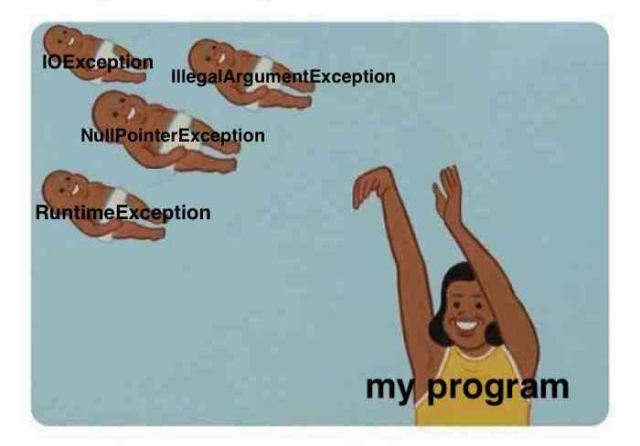 IOException
IllegalArgumentException
NullPointerException
RuntimeException
my program